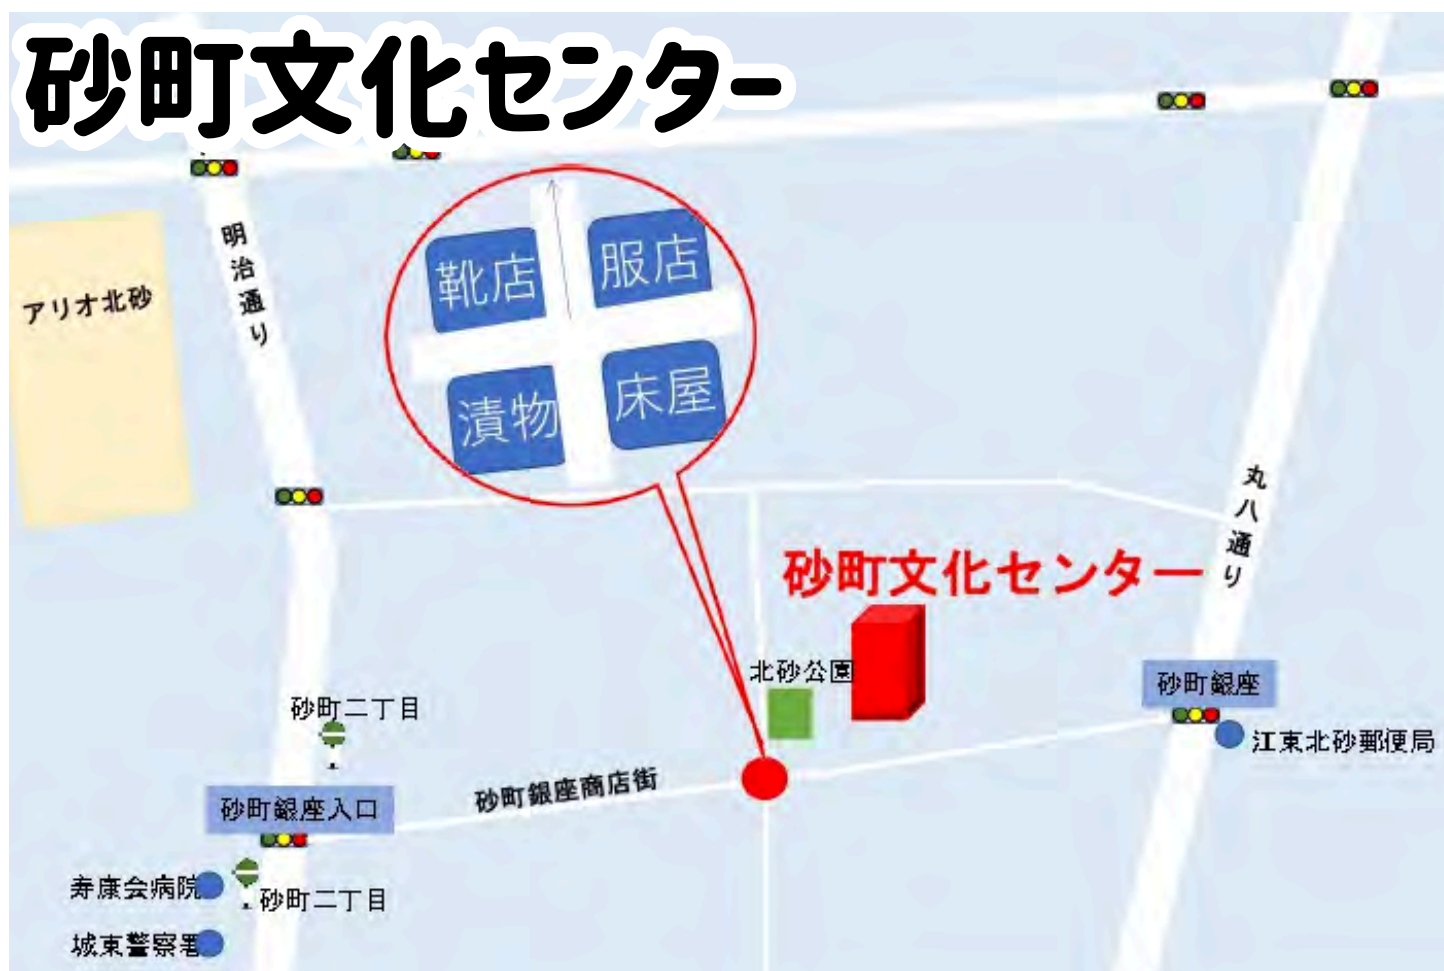 砂町文化センター
明治通り
アリオ北砂
靴店
服店
漬物
床屋
丸八通り
砂町文化センター
北砂公園
砂町銀座
江東北砂郵便局
砂町二丁目
砂町銀座商店街
砂町銀座入口
寿康会病院
砂町二丁目
城東警察署